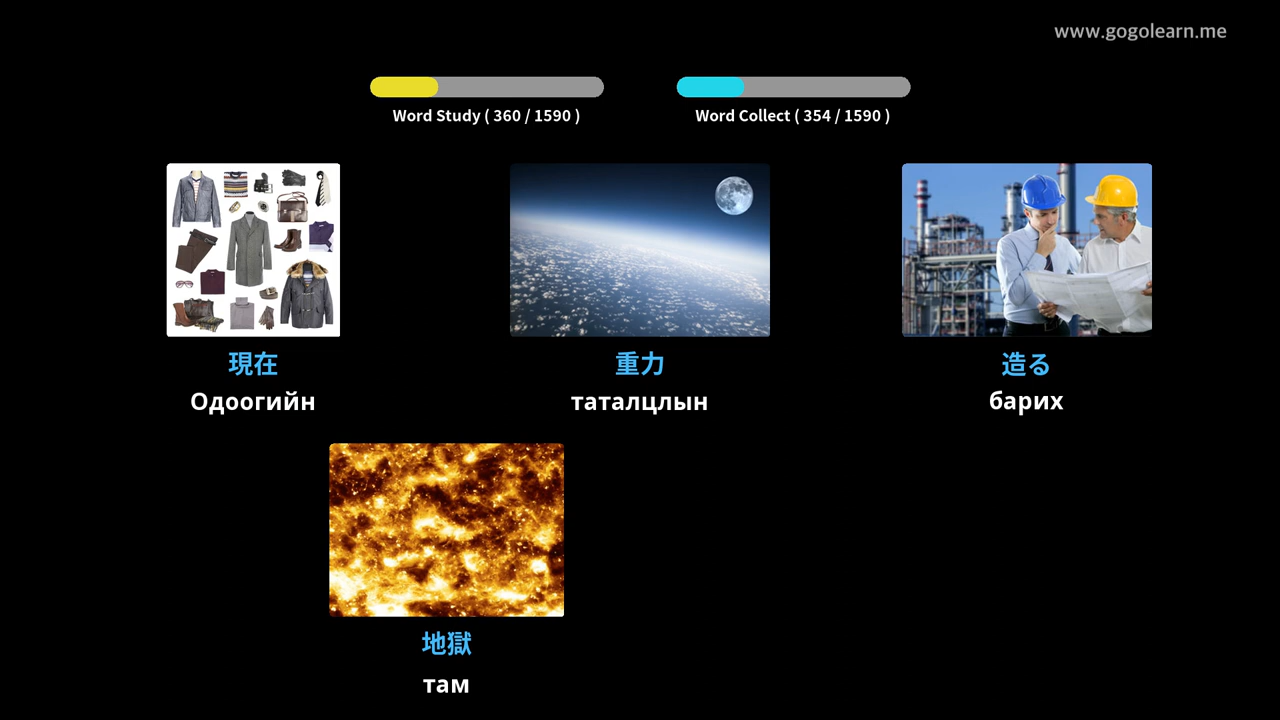 www.gogolearn.me
Word Study ( 360 / 1590 )
Word Collect ( 354 / 1590 )
現在
Одоогийн
重力
таталцлын
造る
барих
地獄
там